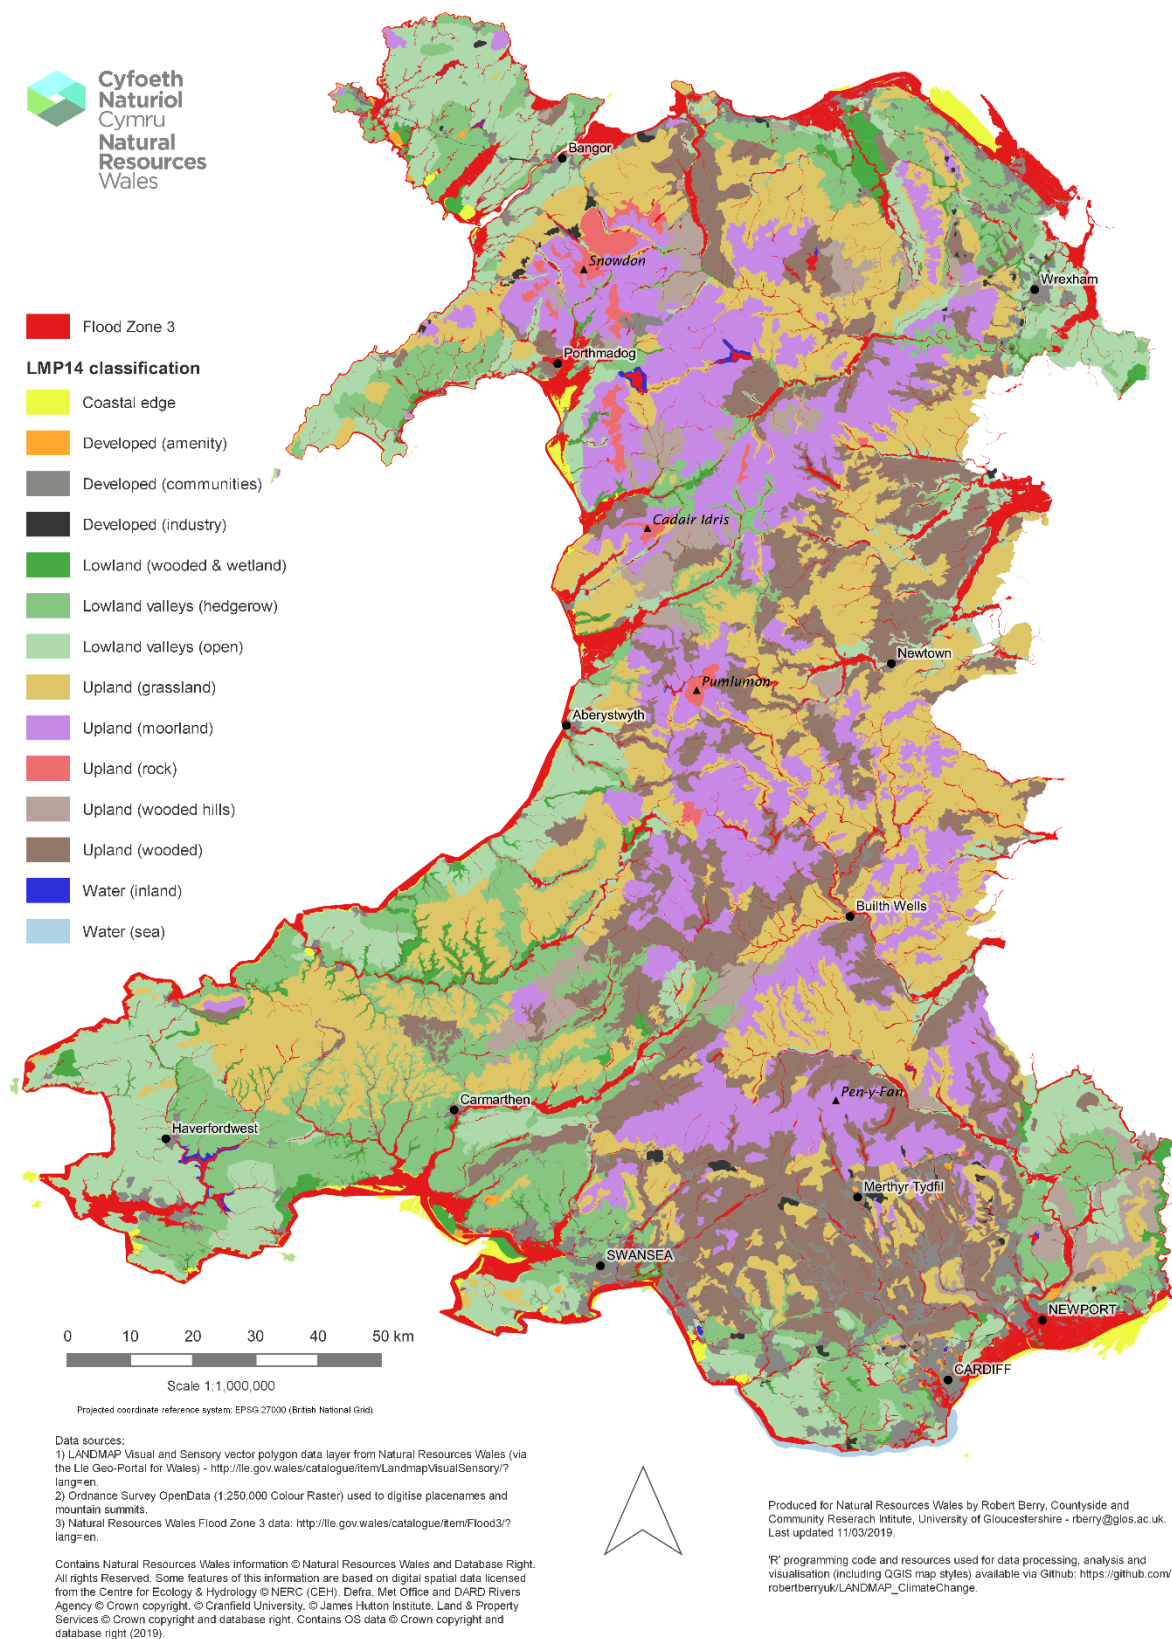 Cyfoeth
Naturiol
Cymru
Natural
Resources
Wales
Bangor
Snowdon
Wrexham
Flood Zone 3
LMP14 classification
Porthmadog
Coastal edge
Developed (amenity)
Developed (communities)
Developed (industry)
Cadair Idris
Lowland (wooded & wetland)
Lowland valleys (hedgerow)
Lowland valleys (open)
Newtown
Upland (grassland)
Pumlumon
Upland (moorland)
Aberystwyth
Upland (rock)
Upland (wooded hills)
Upland (wooded)
Water (inland)
Builth Wells
Water (sea)
Pen-y-Fan
Carmarthen
Haverfordwest
Merthyr Tydfil
SWANSEA
NEWPORT
CARDIFF
0 10 20 30 40 50 km
Scale 1:1,000,000
Projected coordinate reference system: EPSG 27000 (British National Grid)
Data sources:
1) LANDMAP Visual and Sensory vector polygon data layer from Natural Resources Wales (via
the Lle Geo-Portal for Wales) - http://lle.gov.wales/catalogue/item/LandmapVisualSensory/?
lang=en.
2) Ordnance Survey OpenData (1:250,000 Colour Raster) used to digitise placenames and
mountain summits.
3) Natural Resources Wales Flood Zone 3 data: http://lle.gov.wales/catalogue/item/Flood3/?
lang=en.
Contains Natural Resources Wales information © Natural Resources Wales and Database Right.
All rights Reserved. Some features of this information are based on digital spatial data licensed
from the Centre for Ecology & Hydrology © NERC (CEH). Defra, Met Office and DARD Rivers
Agency © Crown copyright. © Cranfield University. © James Hutton Institute. Land & Property
Services © Crown copyright and database right. Contains OS data © Crown copyright and
database right (2019).
Produced for Natural Resources Wales by Robert Berry, Countyside and
Community Reserach Intitute, University of Gloucestershire - rberry@glos.ac.uk.
Last updated 11/03/2019.
'R' programming code and resources used for data processing, analysis and
visualisation (including QGIS map styles) available via Github: https://github.com/
robertberryuk/LANDMAP_ClimateChange.